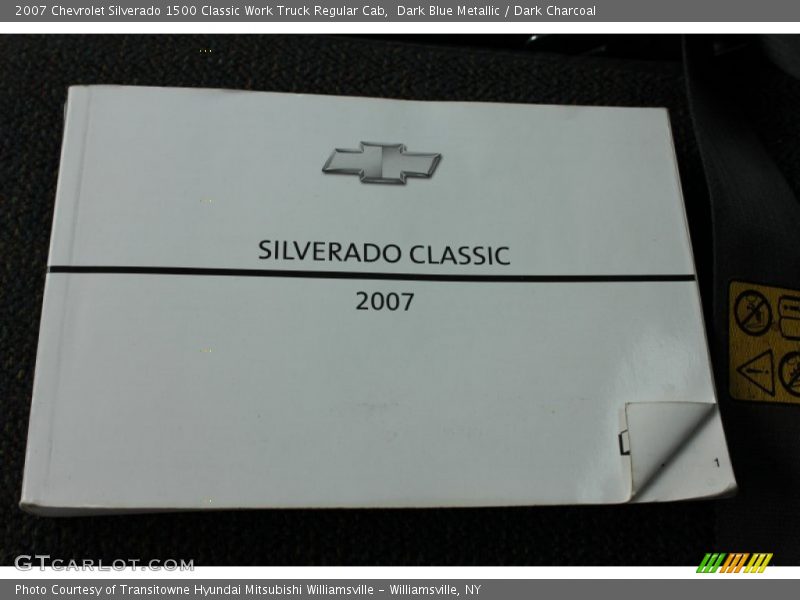 2007 Chevrolet Silverado 1500 Classic Work Truck Regular Cab,  Dark Blue Metallic / Dark Charcoal
SILVERADO CLASSIC
2007
1
GTcarlot.com
Photo Courtesy of Transitowne Hyundai Mitsubishi Williamsville - Williamsville, NY